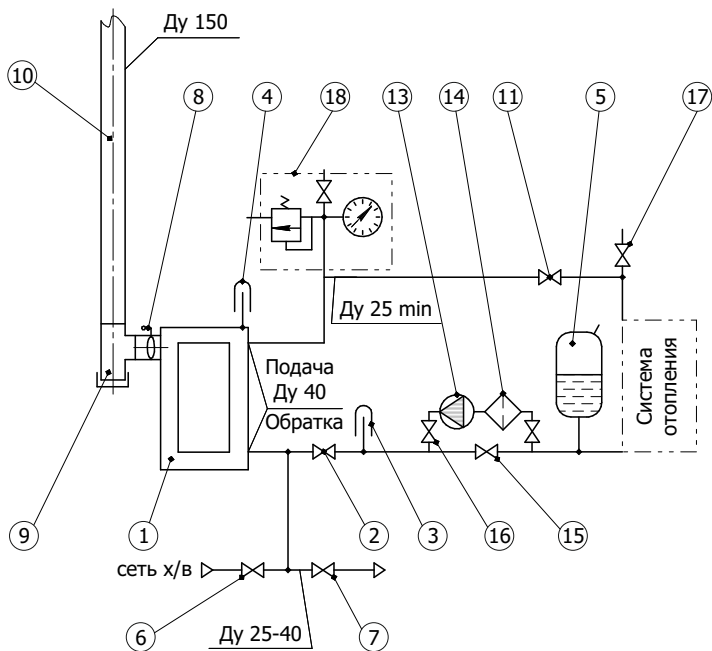 Ду 150
10
8
4
18
13
14
11
5
17
Ду 25 min
Подача
Ду 40
Обратка
Система
отопления
9
1
2
3
16
15
сеть х/в
6
Ду 25-40
7